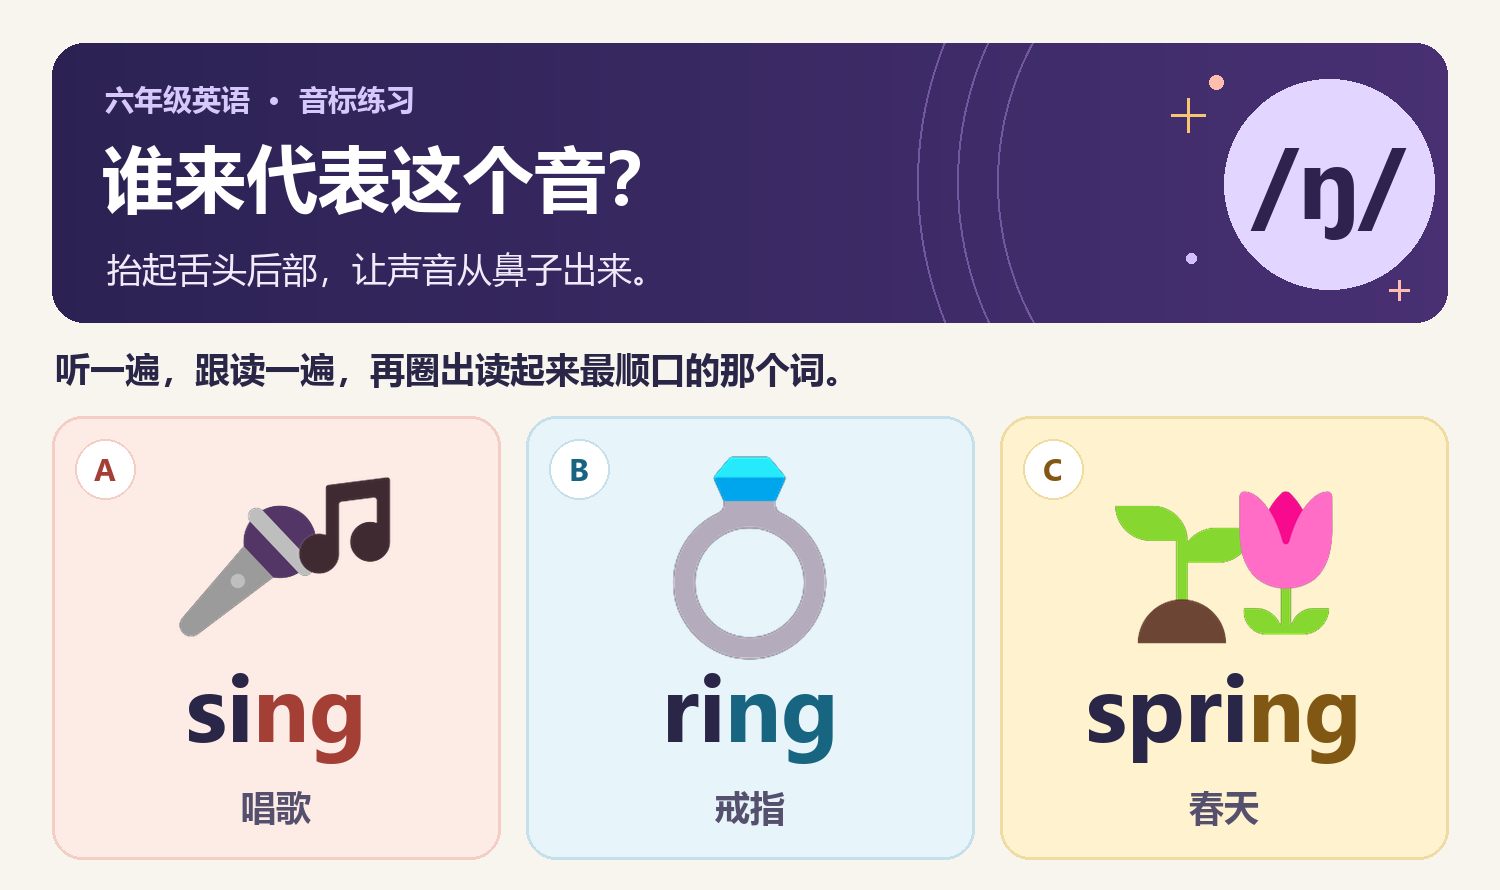 六年级英语 • 音标练习
谁来代表这个音？
抬起舌头后部，让声音从鼻子出来。
/ŋ/
听一遍，跟读一遍，再圈出读起来最顺口的那个词。
A
sing
唱歌
B
ring
戒指
C
spring
春天